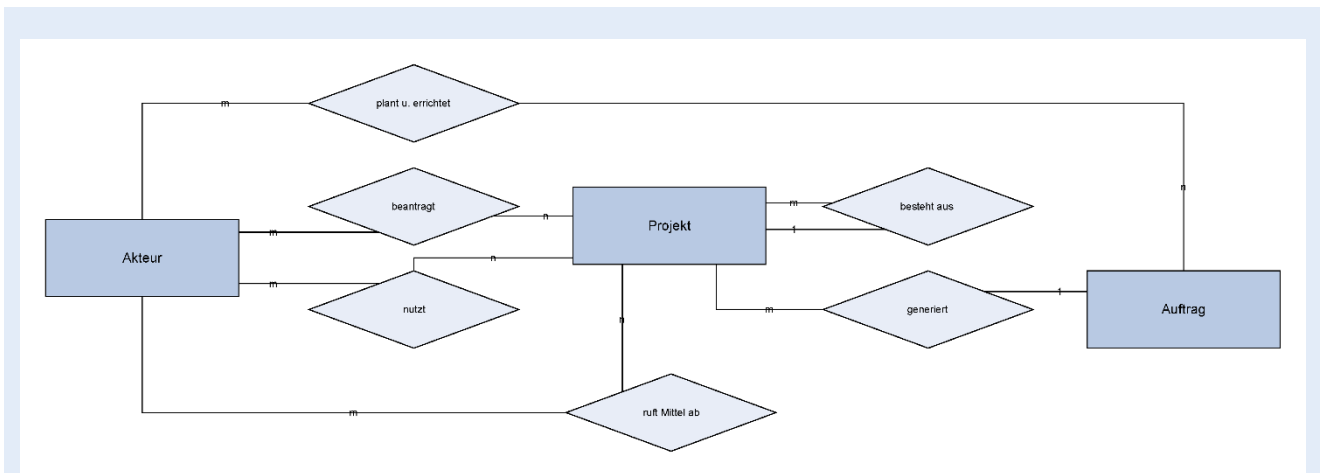 m
plant u. errichtet
n
Akteur
m
beantragt
n
Projekt
m
besteht aus
1
m
nutzt
n
m
generiert
1
Auftrag
n
m
ruft Mittel ab